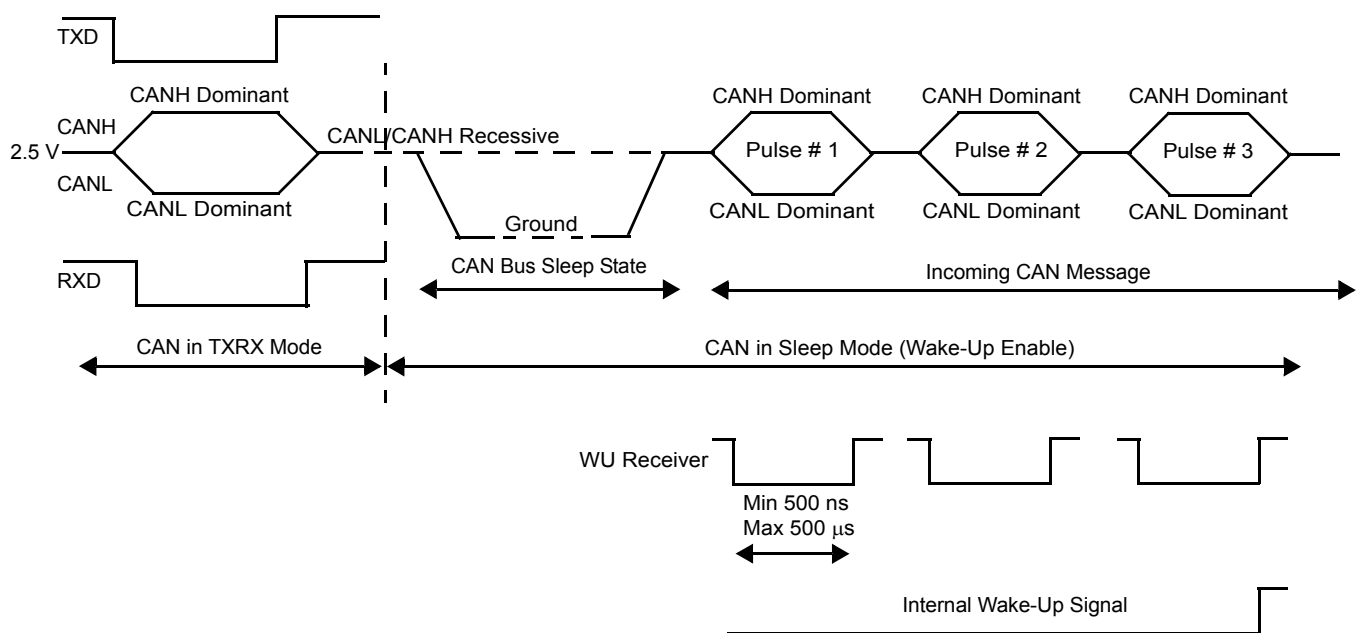 TXD
CANH Dominant
CANH Dominant
CANH Dominant
CANH Dominant
CANH
CANL/CANH Recessive
2.5 V
Pulse # 1
Pulse # 2
Pulse # 3
CANL
CANL Dominant
CANL Dominant
CANL Dominant
CANL Dominant
Ground
RXD
CAN Bus Sleep State
Incoming CAN Message
CAN in TXRX Mode
CAN in Sleep Mode (Wake-Up Enable)
WU Receiver
Min 500 ns
Max 500 μs
Internal Wake-Up Signal